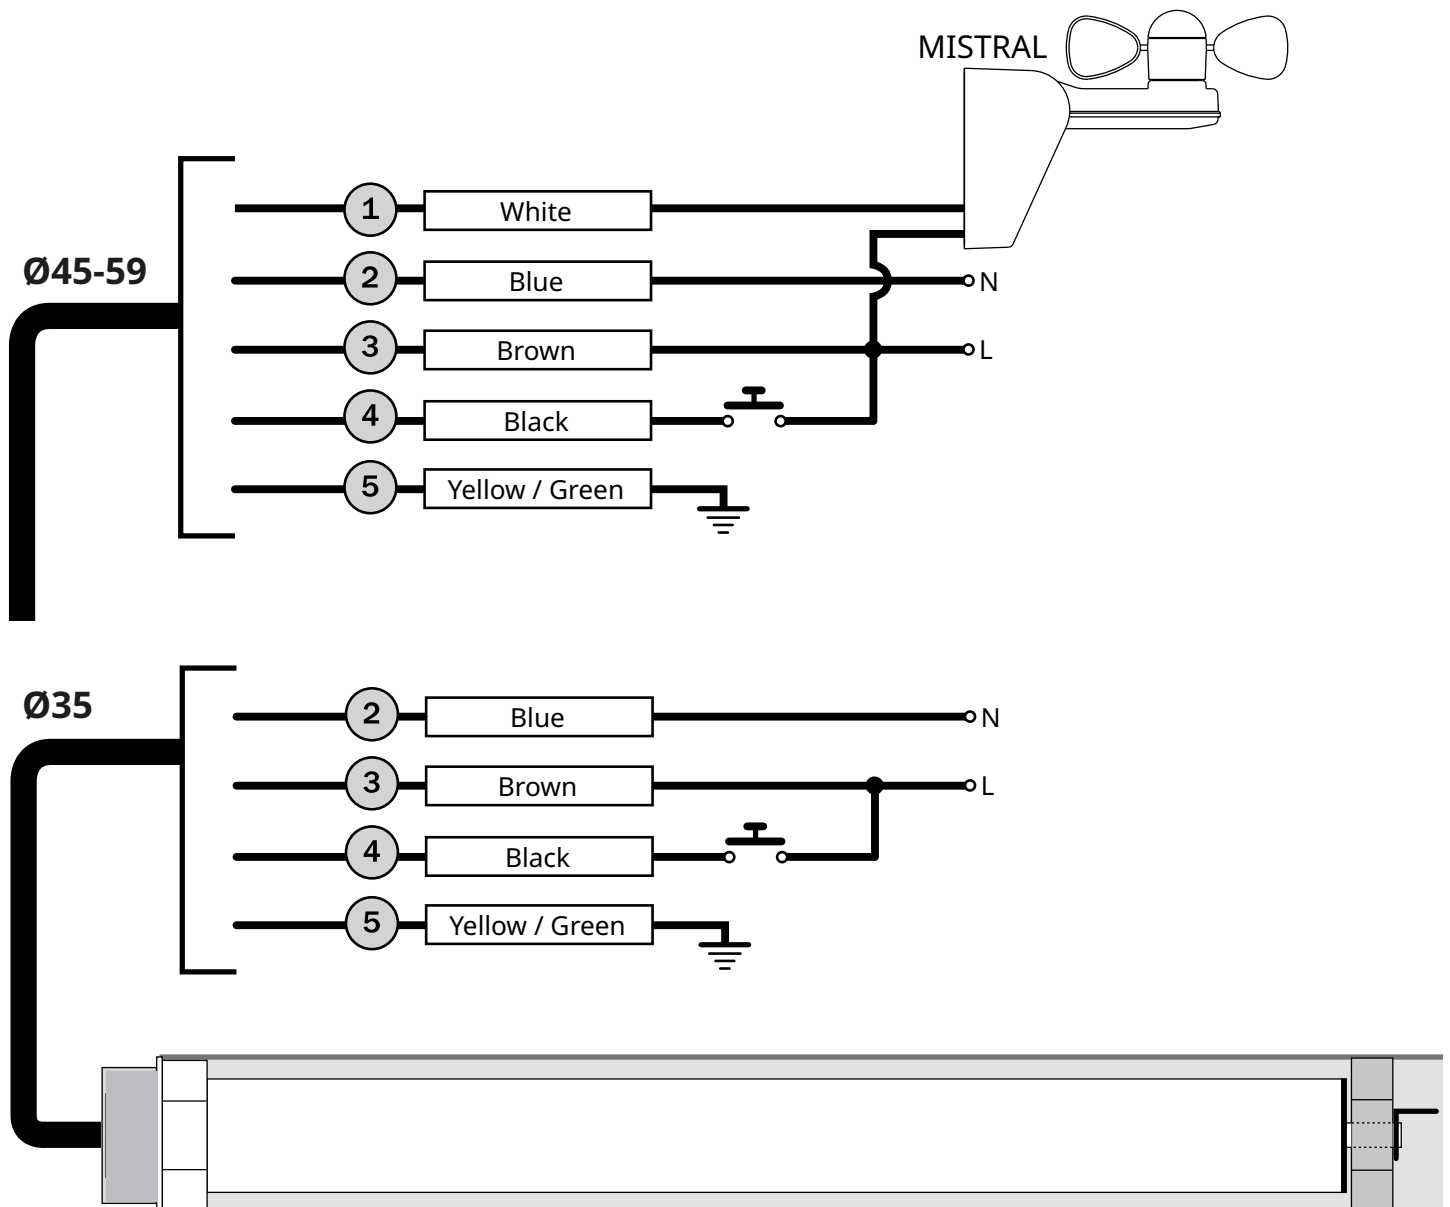 MISTRAL
Ø45-59
1 White
2 Blue N
3 Brown L
4 Black
5 Yellow / Green
Ø35
2 Blue N
3 Brown L
4 Black
5 Yellow / Green